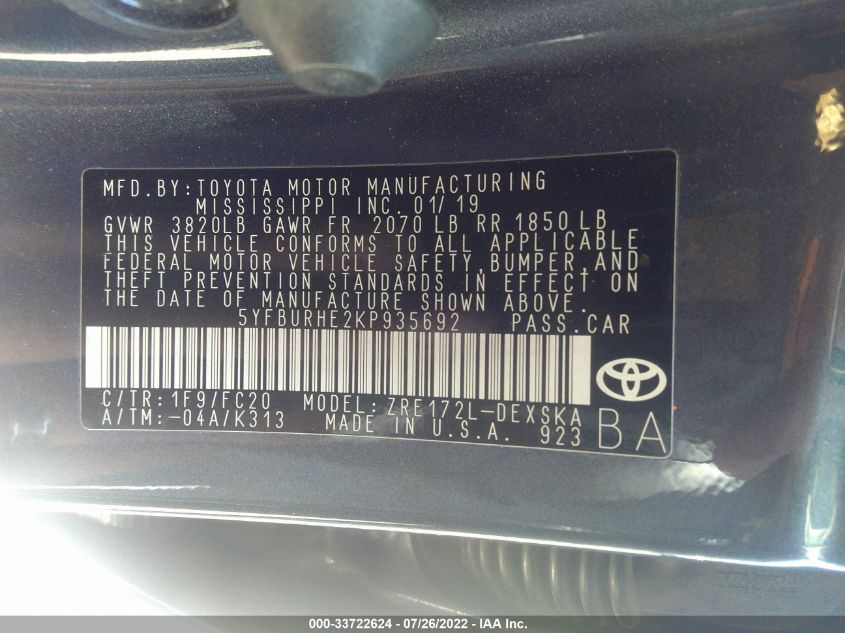 MFD.BY:TOYOTA MOTOR MANUFACTURING
MISSISSIPPI INC.01/19
GVWR 3820LB GAWR FR 2070 LB RR 1850 LB
THIS VEHICLE CONFORMS TO ALL APPLICABLE
FEDERAL MOTOR VEHICLE SAFETY,BUMPER,AND
THEFT PREVENTION STANDARDS IN EFFECT ON
THE DATE OF MANUFACTURE SHOWN ABOVE.
5YFBURHE2KP935692 PASS.CAR
C/TR:1F9/FC20 MODEL:ZRE172L-DEXSKA
A/TM:-04A/K313 MADE IN U.S.A. 923
BA
000-33722624 - 07/26/2022 - IAA Inc.